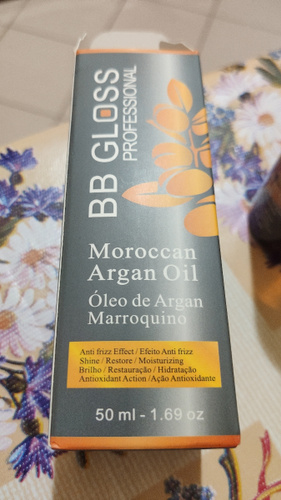 BB GLOSS
PROFESSIONAL
Moroccan
Argan Oil
Óleo de Argan
Marroquino
Anti frizz Effect / Efeito Anti frizz
Shine / Restore / Moisturizing
Brilho / Restauração / Hidratação
Antioxidant Action /Ação Antioxidante
50 ml - 1.69 oz